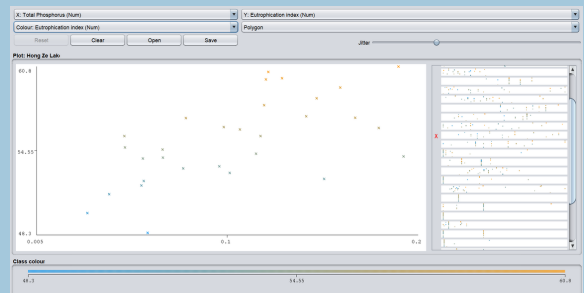 X: Total Phosphorus (Num)
Y: Eutrophication index (Num)
Colour: Eutrophication index (Num)
Polygon
Reset
Clear
Open
Save
Jitter
Plot: Hong Ze Lak
60.8
54.55
48.3
0.005
0.1
0.2
X
Class colour
48.3
54.55
60.8